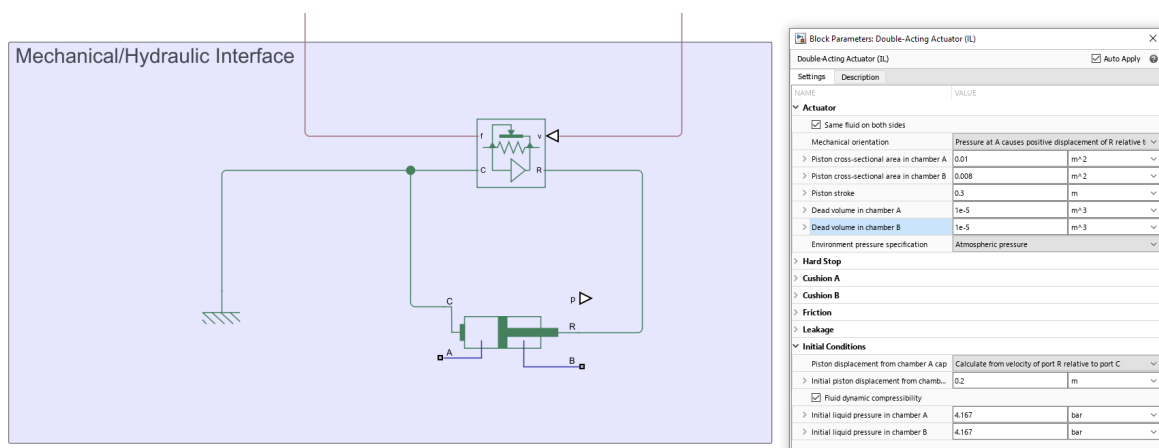 Mechanical/Hydraulic Interface
f
v
C
R
C
p
R
A
B
Block Parameters: Double-Acting Actuator (IL)
Double-Acting Actuator (IL)
Auto Apply
Settings Description
NAME VALUE
Actuator
Same fluid on both sides
Mechanical orientation Pressure at A causes positive displacement of R relative t
Piston cross-sectional area in chamber A 0.01 m^2
Piston cross-sectional area in chamber B 0.008 m^2
Piston stroke 0.3 m
Dead volume in chamber A 1e-5 m^3
Dead volume in chamber B 1e-5 m^3
Environment pressure specification Atmospheric pressure
Hard Stop
Cushion A
Cushion B
Friction
Leakage
Initial Conditions
Piston displacement from chamber A cap Calculate from velocity of port R relative to port C
Initial piston displacement from chamb... 0.2 m
Fluid dynamic compressibility
Initial liquid pressure in chamber A 4.167 bar
Initial liquid pressure in chamber B 4.167 bar